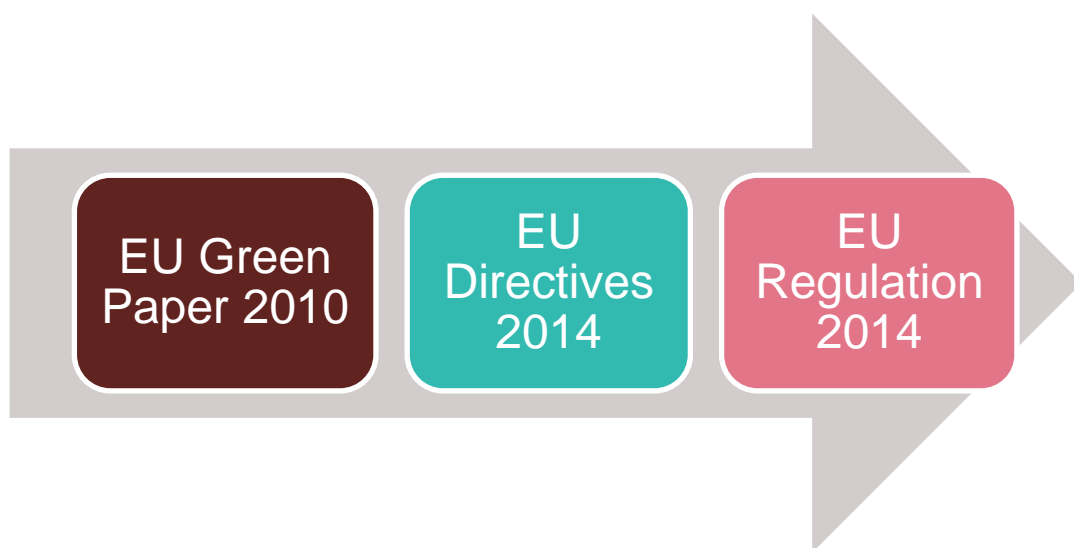 EU Green
Paper 2010
EU
Directives
2014
EU
Regulation
2014